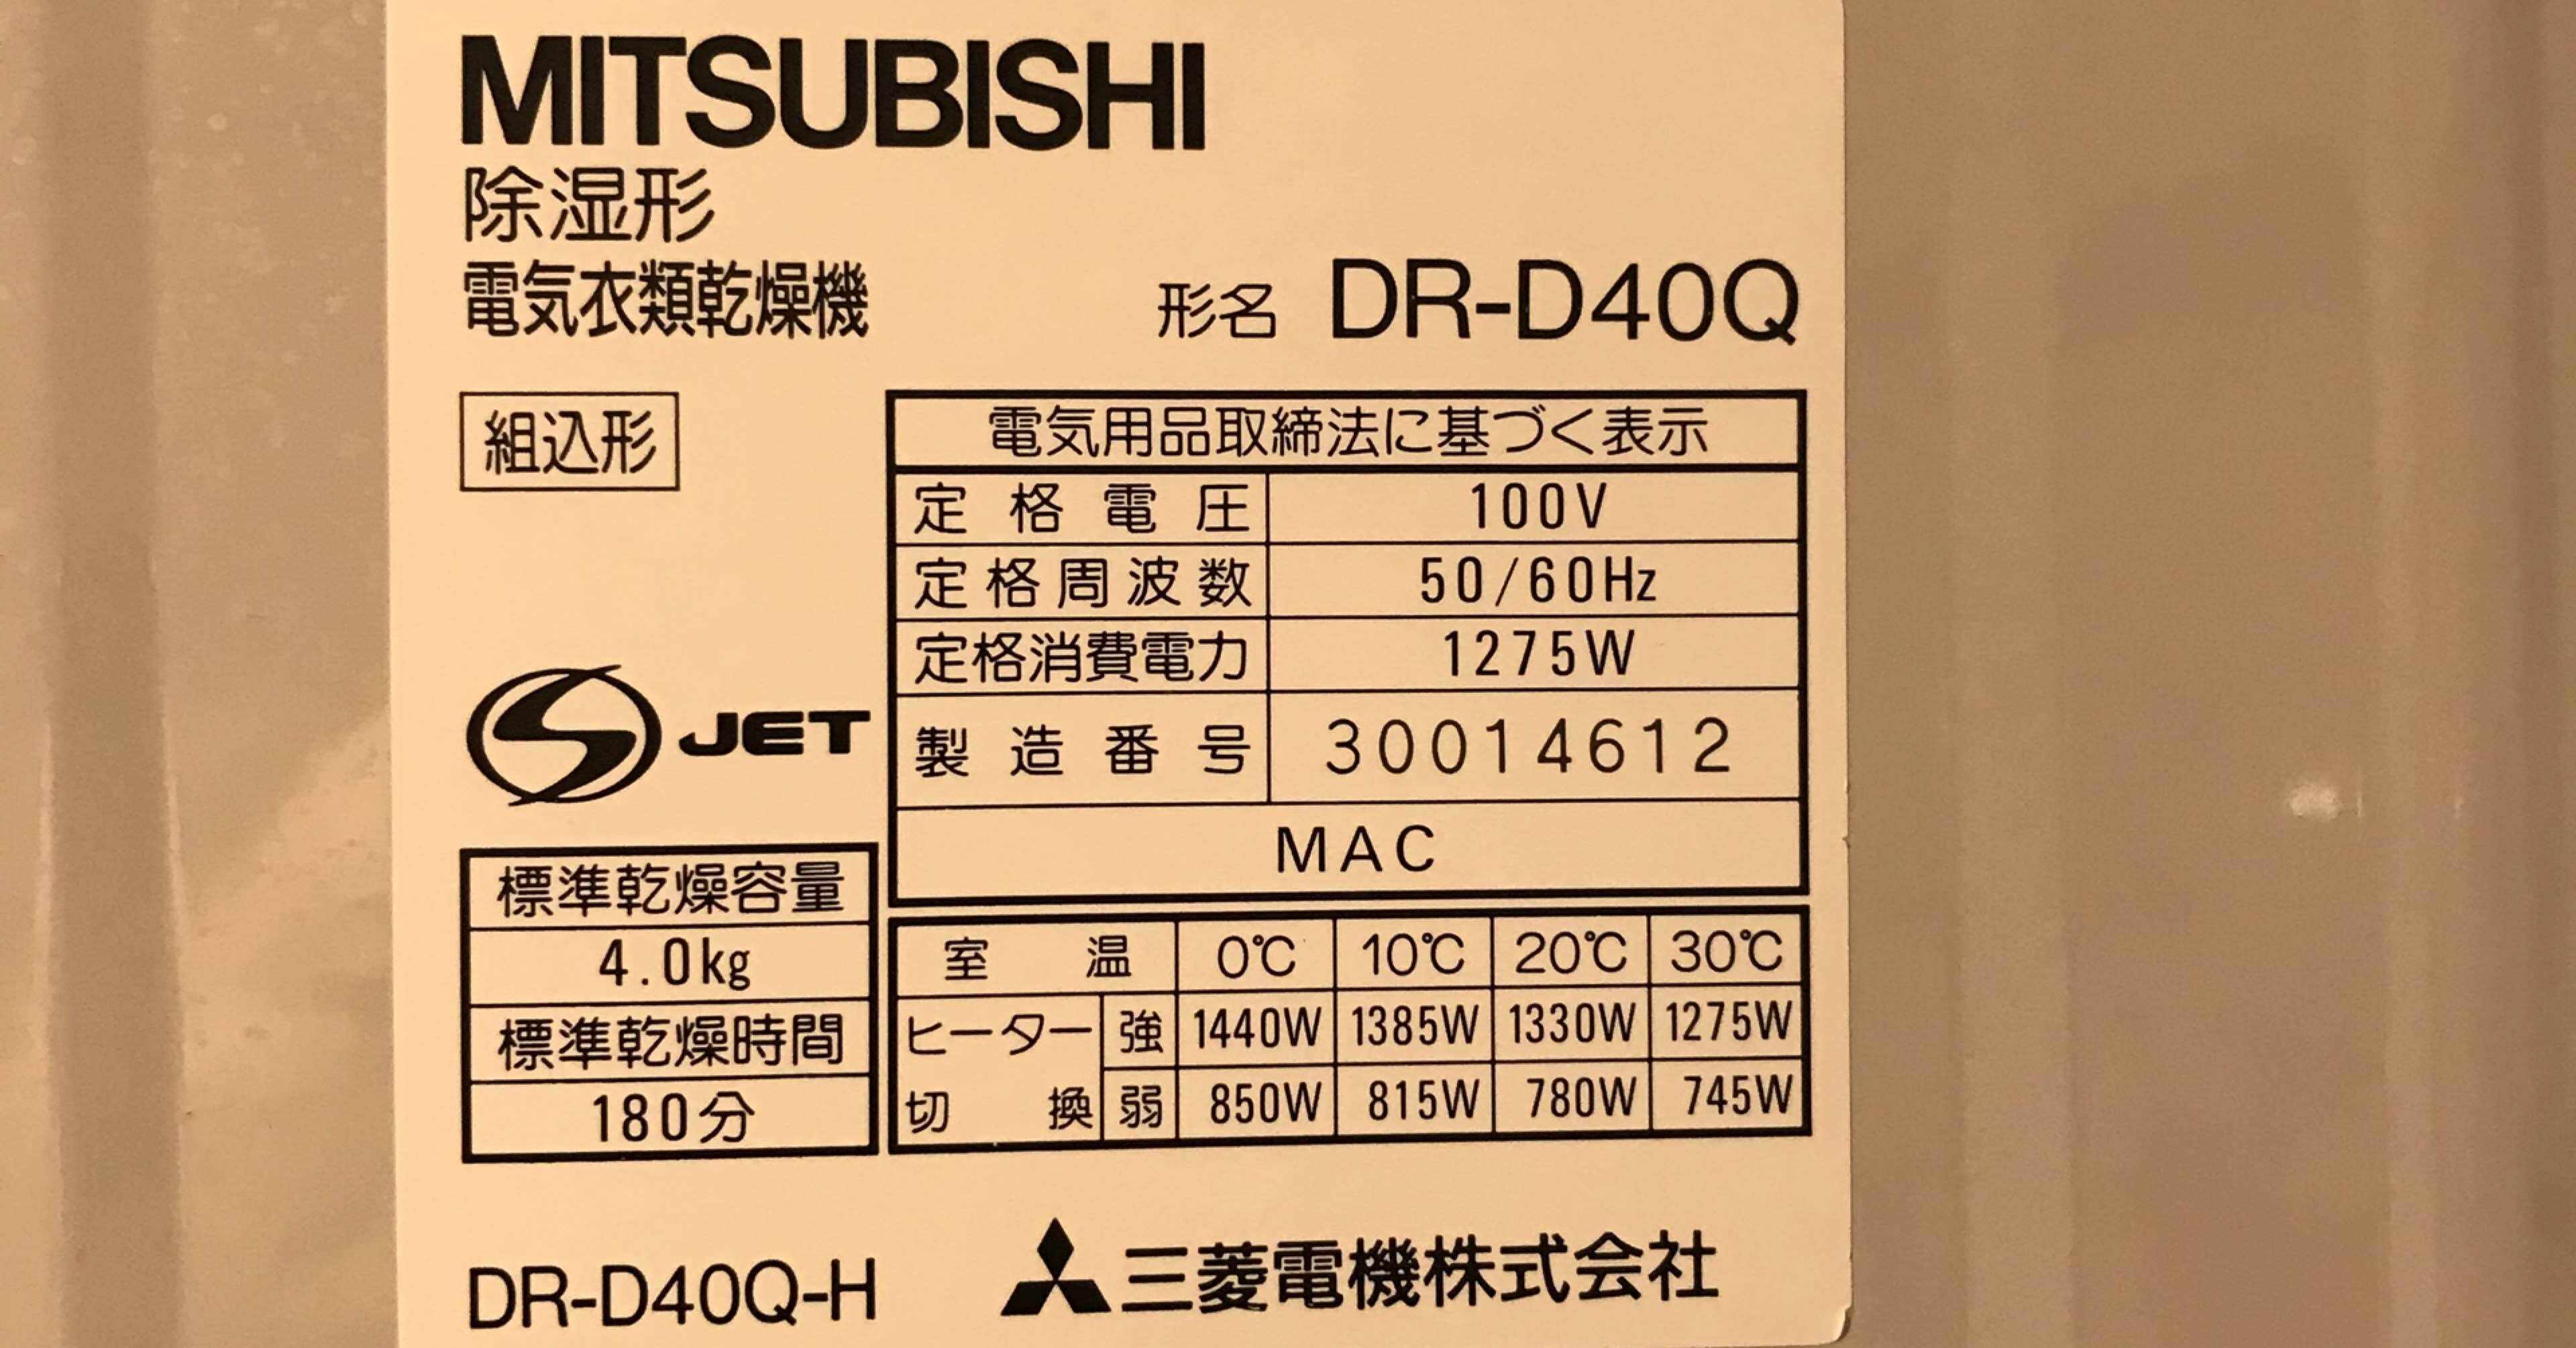 MITSUBISHI
除湿形
電気衣類乾燥機 形名 DR-D40Q
組込形
電気用品取締法に基づく表示
定格電圧 100V
定格周波数 50/60Hz
定格消費電力 1275W
製造番号 30014612
MAC
JET
標準乾燥容量
4.0kg
標準乾燥時間
180分
室温 0℃ 10℃ 20℃ 30℃
ヒーター切換 強 1440W 1385W 1330W 1275W
弱 850W 815W 780W 745W
DR-D40Q-H 三菱電機株式会社